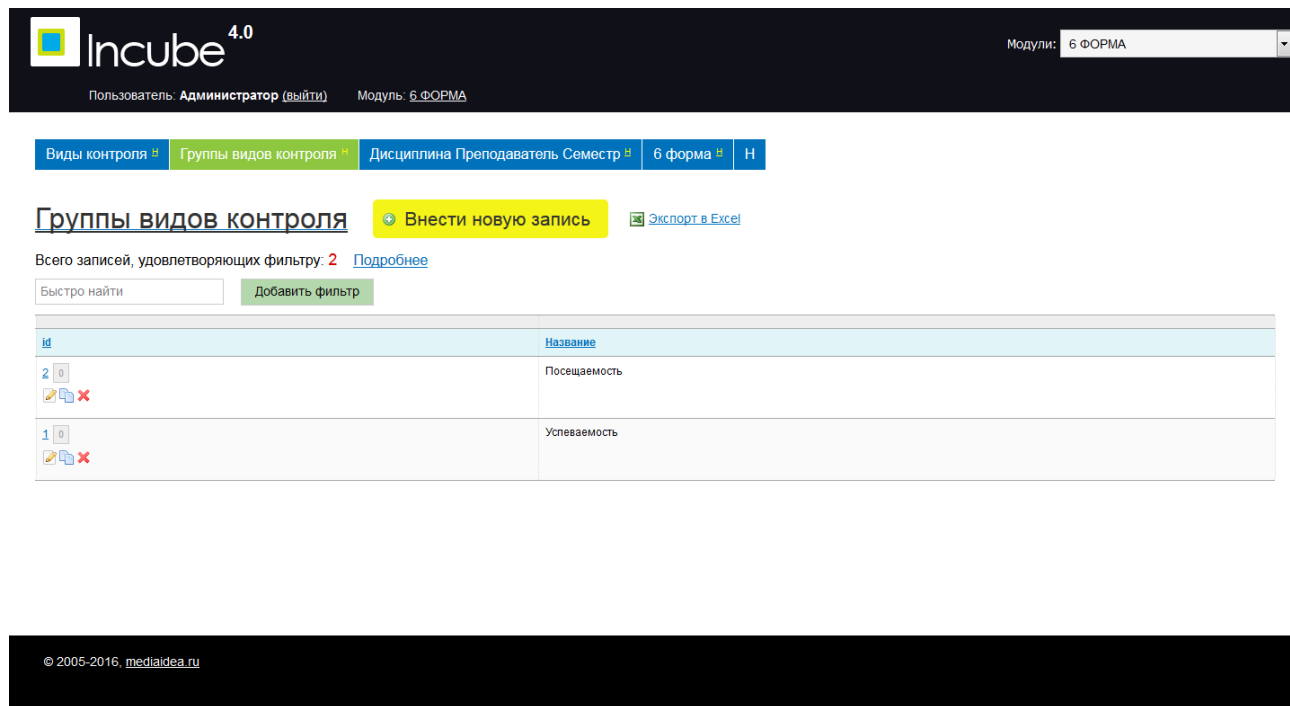 Incube 4.0
Модули: 6 ФОРМА
Пользователь: Администратор (выйти) Модуль: 6 ФОРМА
Виды контроля Н Группы видов контроля Н Дисциплина Преподаватель Семестр Н 6 форма Н Н
Группы видов контроля Внести новую запись Экспорт в Excel
Всего записей, удовлетворяющих фильтру: 2 Подробнее
Быстро найти Добавить фильтр
id Название
2 0 Посещаемость
1 0 Успеваемость
© 2005-2016, mediaidea.ru